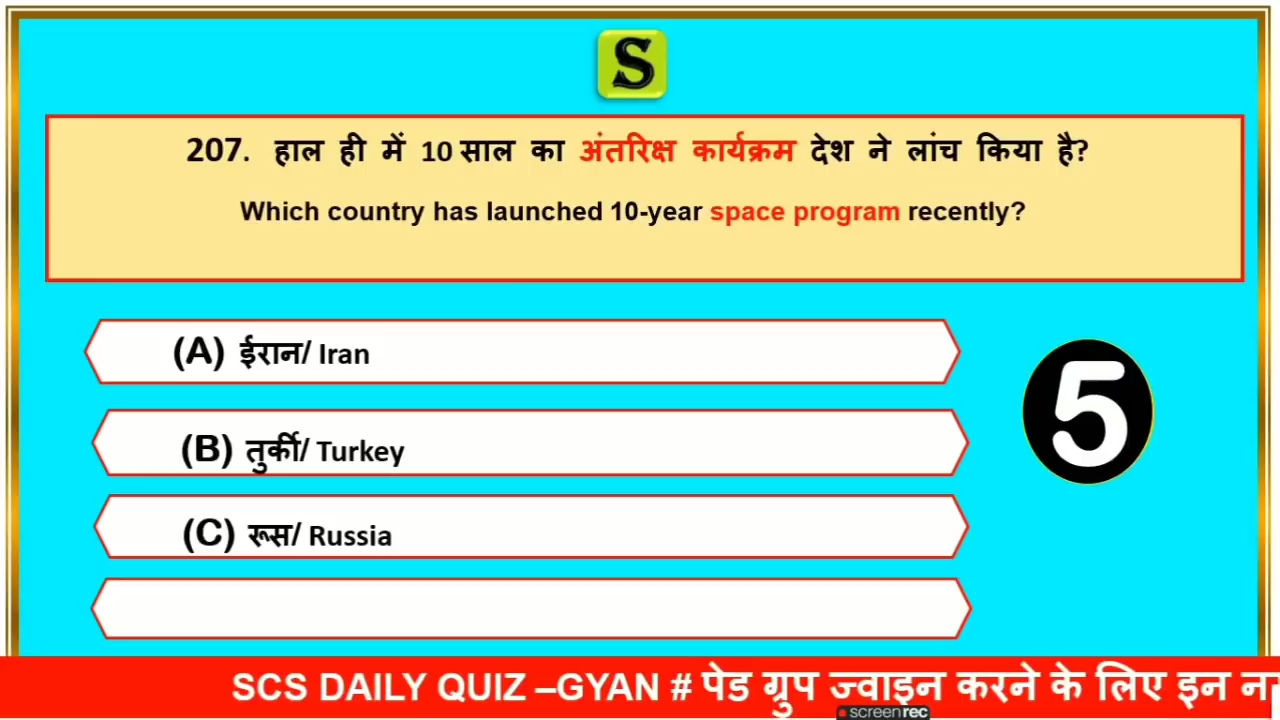 S
207. हाल ही में 10 साल का अंतरिक्ष कार्यक्रम देश ने लांच किया है?
Which country has launched 10-year space program recently?
(A) ईरान/ Iran
5
(B) तुर्की/ Turkey
(C) रूस/ Russia
SCS DAILY QUIZ –GYAN # पेड ग्रुप ज्वाइन करने के लिए इन न
screenrec